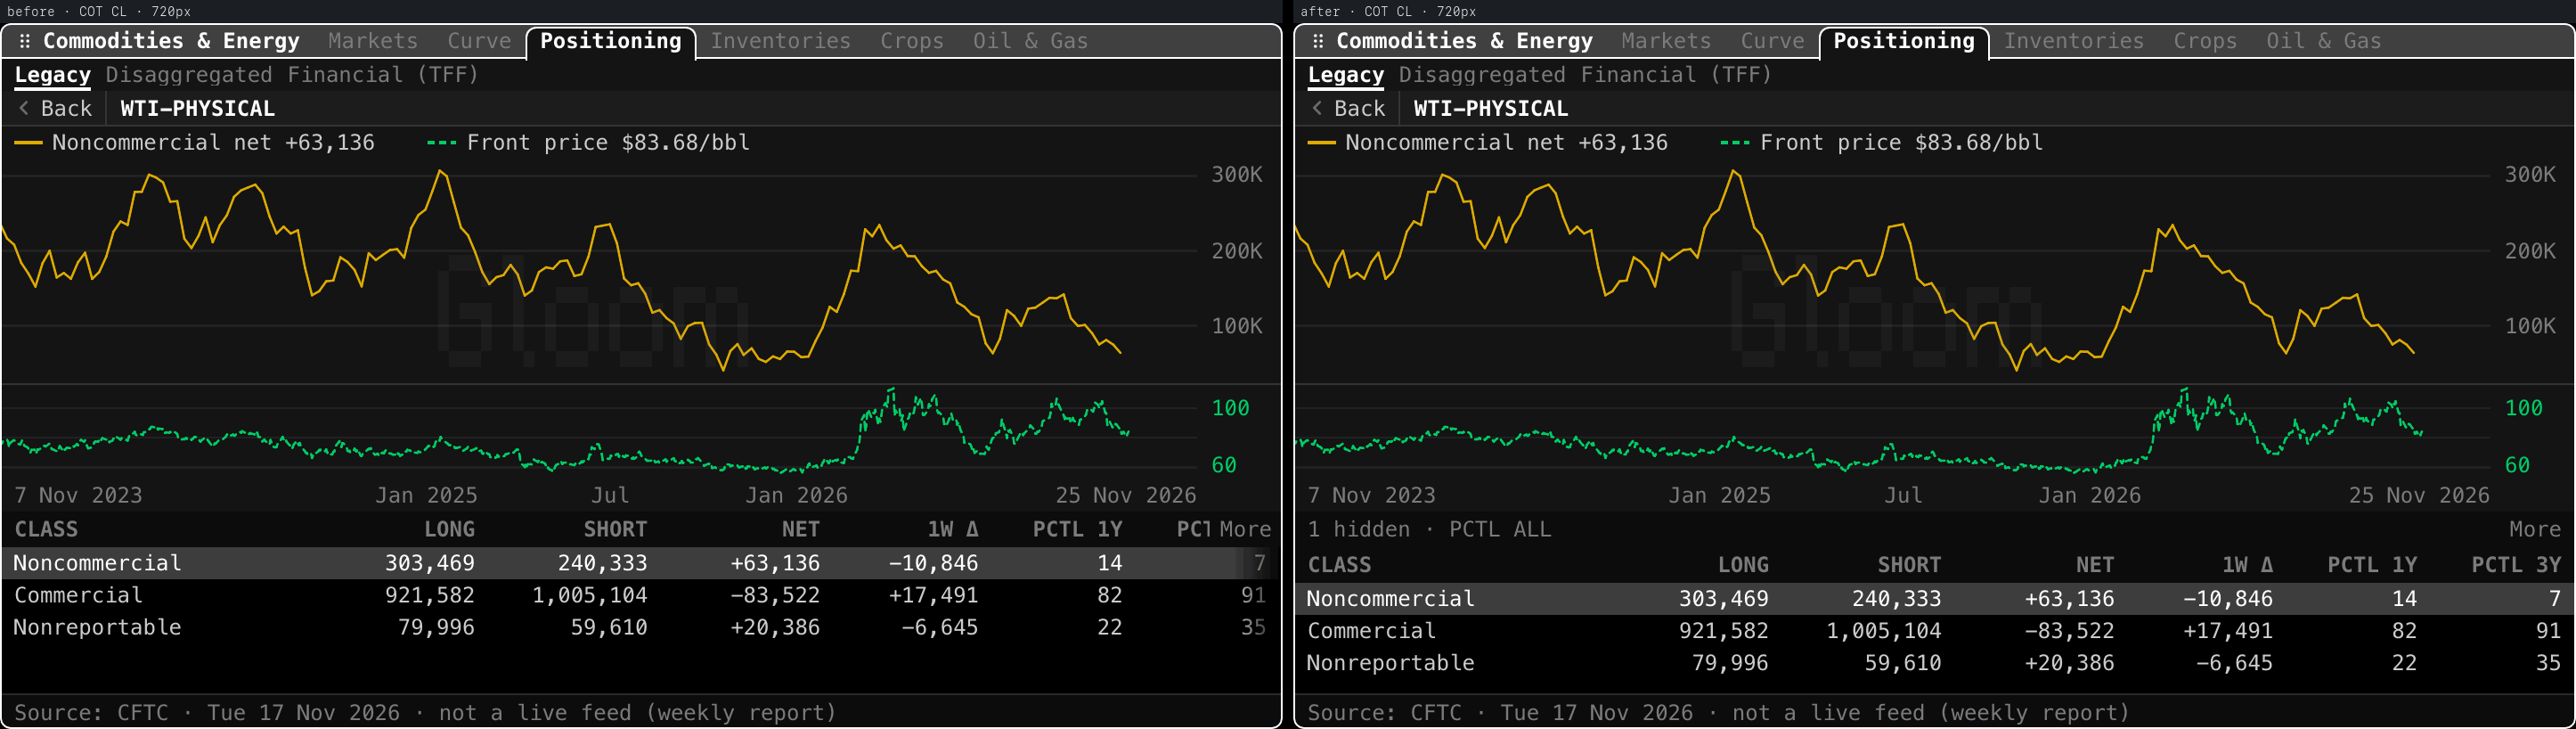 before · COT CL · 720px
⠿ Commodities & Energy Markets Curve Positioning Inventories Crops Oil & Gas
Legacy Disaggregated Financial (TFF)
< Back WTI–PHYSICAL
Noncommercial net +63,136 Front price $83.68/bbl
300K
200K
Gloom
100K
100
60
7 Nov 2023 Jan 2025 Jul Jan 2026 25 Nov 2026
CLASS LONG SHORT NET 1W Δ PCTL 1Y PCT More
Noncommercial 303,469 240,333 +63,136 −10,846 14 7
Commercial 921,582 1,005,104 −83,522 +17,491 82 91
Nonreportable 79,996 59,610 +20,386 −6,645 22 35
Source: CFTC · Tue 17 Nov 2026 · not a live feed (weekly report)
after · COT CL · 720px
⠿ Commodities & Energy Markets Curve Positioning Inventories Crops Oil & Gas
Legacy Disaggregated Financial (TFF)
< Back WTI–PHYSICAL
Noncommercial net +63,136 Front price $83.68/bbl
300K
200K
Gloom
100K
100
60
7 Nov 2023 Jan 2025 Jul Jan 2026 25 Nov 2026
1 hidden · PCTL ALL More
CLASS LONG SHORT NET 1W Δ PCTL 1Y PCTL 3Y
Noncommercial 303,469 240,333 +63,136 −10,846 14 7
Commercial 921,582 1,005,104 −83,522 +17,491 82 91
Nonreportable 79,996 59,610 +20,386 −6,645 22 35
Source: CFTC · Tue 17 Nov 2026 · not a live feed (weekly report)